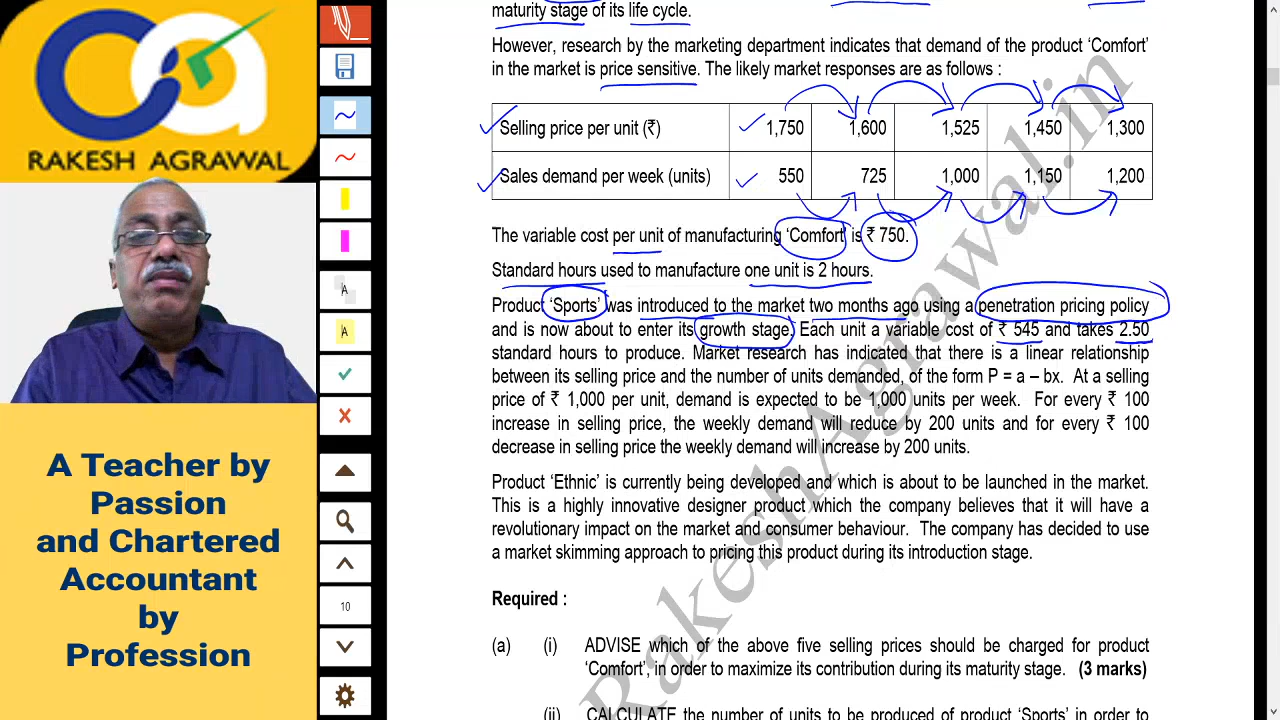 maturity stage of its life cycle.
However, research by the marketing department indicates that demand of the product ‘Comfort’
in the market is price sensitive. The likely market responses are as follows :
Selling price per unit (₹) 1,750 1,600 1,525 1,450 1,300
Sales demand per week (units) 550 725 1,000 1,150 1,200
The variable cost per unit of manufacturing ‘Comfort’ is ₹ 750.
Standard hours used to manufacture one unit is 2 hours.
Product ‘Sports’ was introduced to the market two months ago using a penetration pricing policy
and is now about to enter its growth stage. Each unit a variable cost of ₹ 545 and takes 2.50
standard hours to produce. Market research has indicated that there is a linear relationship
between its selling price and the number of units demanded, of the form P = a – bx. At a selling
price of ₹ 1,000 per unit, demand is expected to be 1,000 units per week. For every ₹ 100
increase in selling price, the weekly demand will reduce by 200 units and for every ₹ 100
decrease in selling price the weekly demand will increase by 200 units.
Product ‘Ethnic’ is currently being developed and which is about to be launched in the market.
This is a highly innovative designer product which the company believes that it will have a
revolutionary impact on the market and consumer behaviour. The company has decided to use
a market skimming approach to pricing this product during its introduction stage.
Required :
(a) (i) ADVISE which of the above five selling prices should be charged for product
‘Comfort’, in order to maximize its contribution during its maturity stage. (3 marks)
(ii) CALCULATE the number of units to be produced of product ‘Sports’ in order to
RakeshAgrawal.in
CA
RAKESH AGRAWAL
A Teacher by
Passion
and Chartered
Accountant
by
Profession
A
A
10